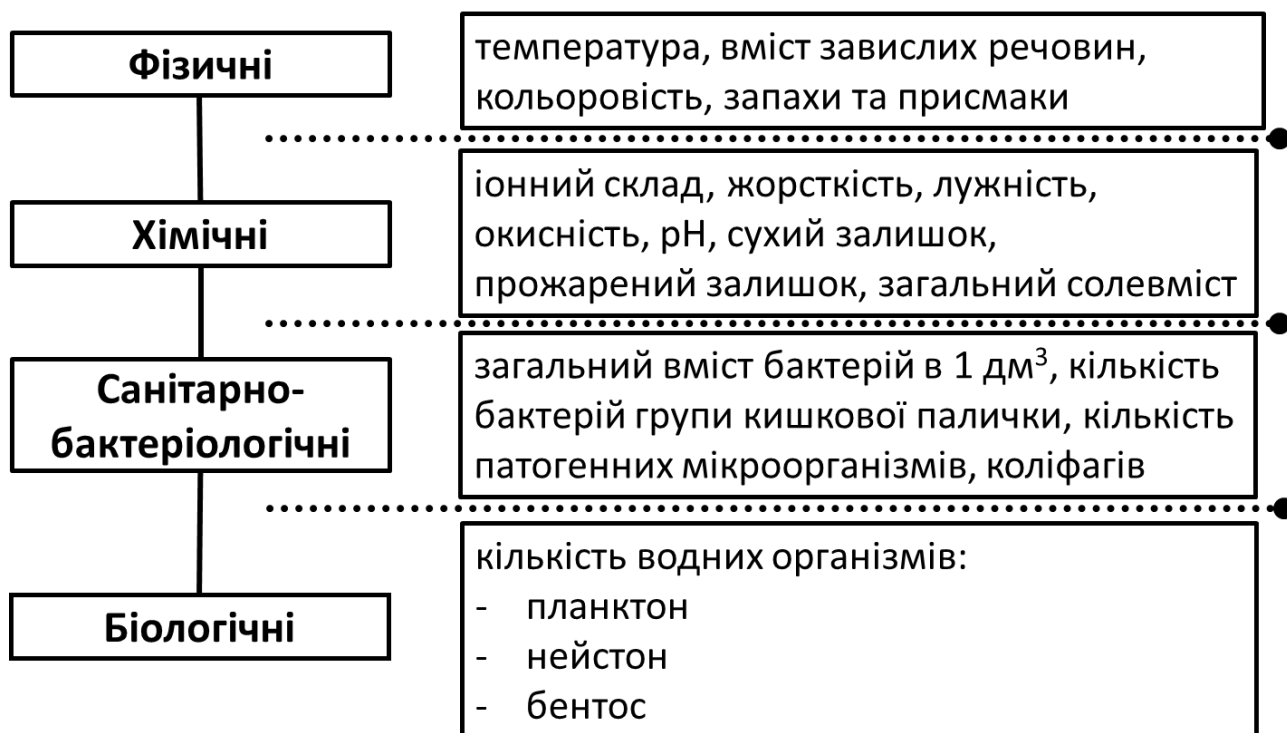 Фізичні
температура, вміст завислих речовин,
кольоровість, запахи та присмаки
Хімічні
іонний склад, жорсткість, лужність,
окисність, рН, сухий залишок,
прожарений залишок, загальний солевміст
Санітарно-
бактеріологічні
загальний вміст бактерій в 1 дм³, кількість
бактерій групи кишкової палички, кількість
патогенних мікроорганізмів, коліфагів
Біологічні
кількість водних організмів:
- планктон
- нейстон
- бентос